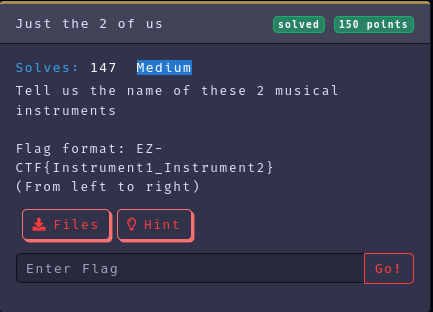 Just the 2 of us solved 150 points
Solves: 147 Medium
Tell us the name of these 2 musical
instruments
Flag format: EZ-
CTF{Instrument1_Instrument2}
(From left to right)
Files Hint
Enter Flag Go!